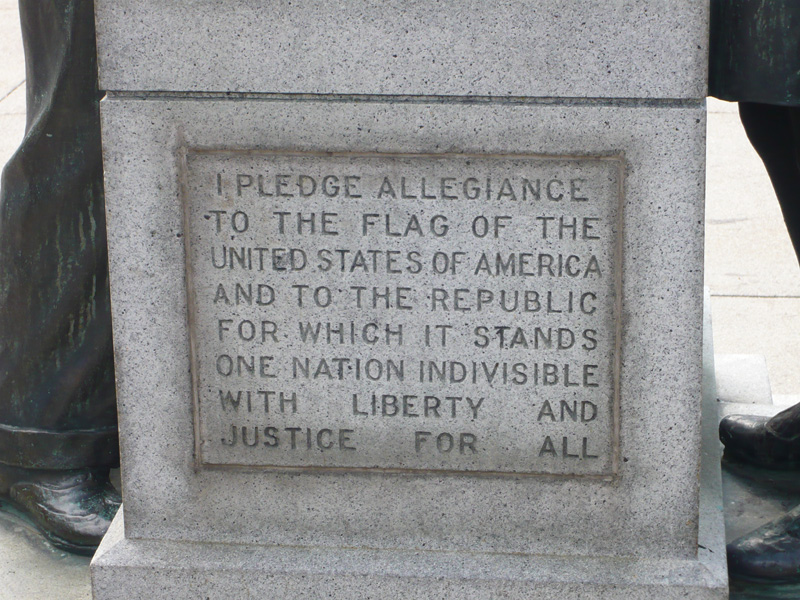 I PLEDGE ALLEGIANCE
TO THE FLAG OF THE
UNITED STATES OF AMERICA
AND TO THE REPUBLIC
FOR WHICH IT STANDS
ONE NATION INDIVISIBLE
WITH LIBERTY AND
JUSTICE FOR ALL